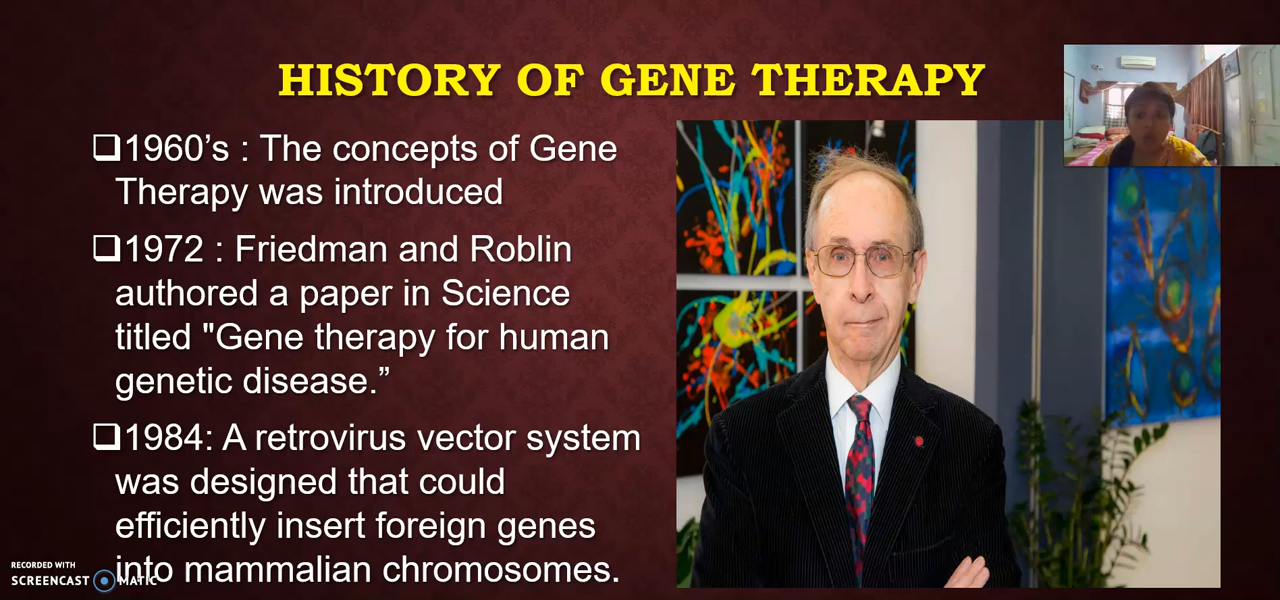 HISTORY OF GENE THERAPY
❑1960’s : The concepts of Gene
Therapy was introduced
❑1972 : Friedman and Roblin
authored a paper in Science
titled "Gene therapy for human
genetic disease.”
❑1984: A retrovirus vector system
was designed that could
efficiently insert foreign genes
into mammalian chromosomes.
RECORDED WITH
SCREENCAST MATIC